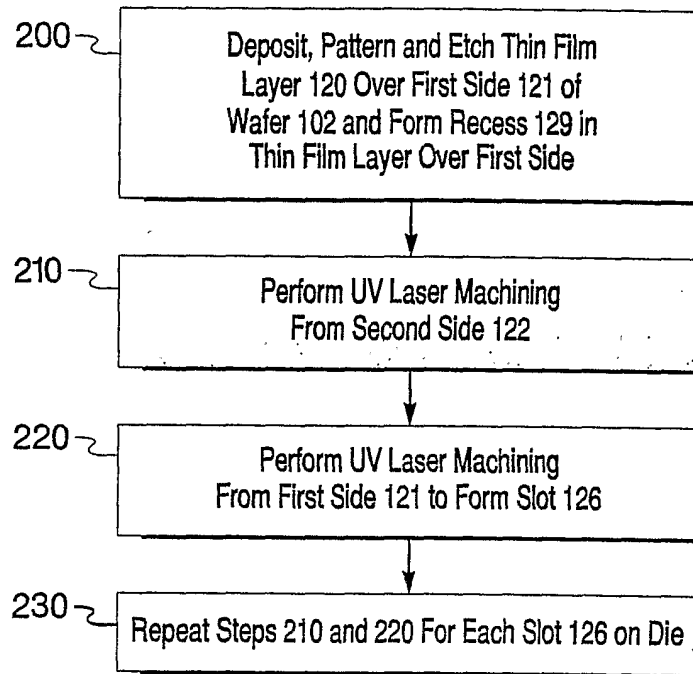 200
Deposit, Pattern and Etch Thin Film
Layer 120 Over First Side 121 of
Wafer 102 and Form Recess 129 in
Thin Film Layer Over First Side
210
Perform UV Laser Machining
From Second Side 122
220
Perform UV Laser Machining
From First Side 121 to Form Slot 126
230
Repeat Steps 210 and 220 For Each Slot 126 on Die